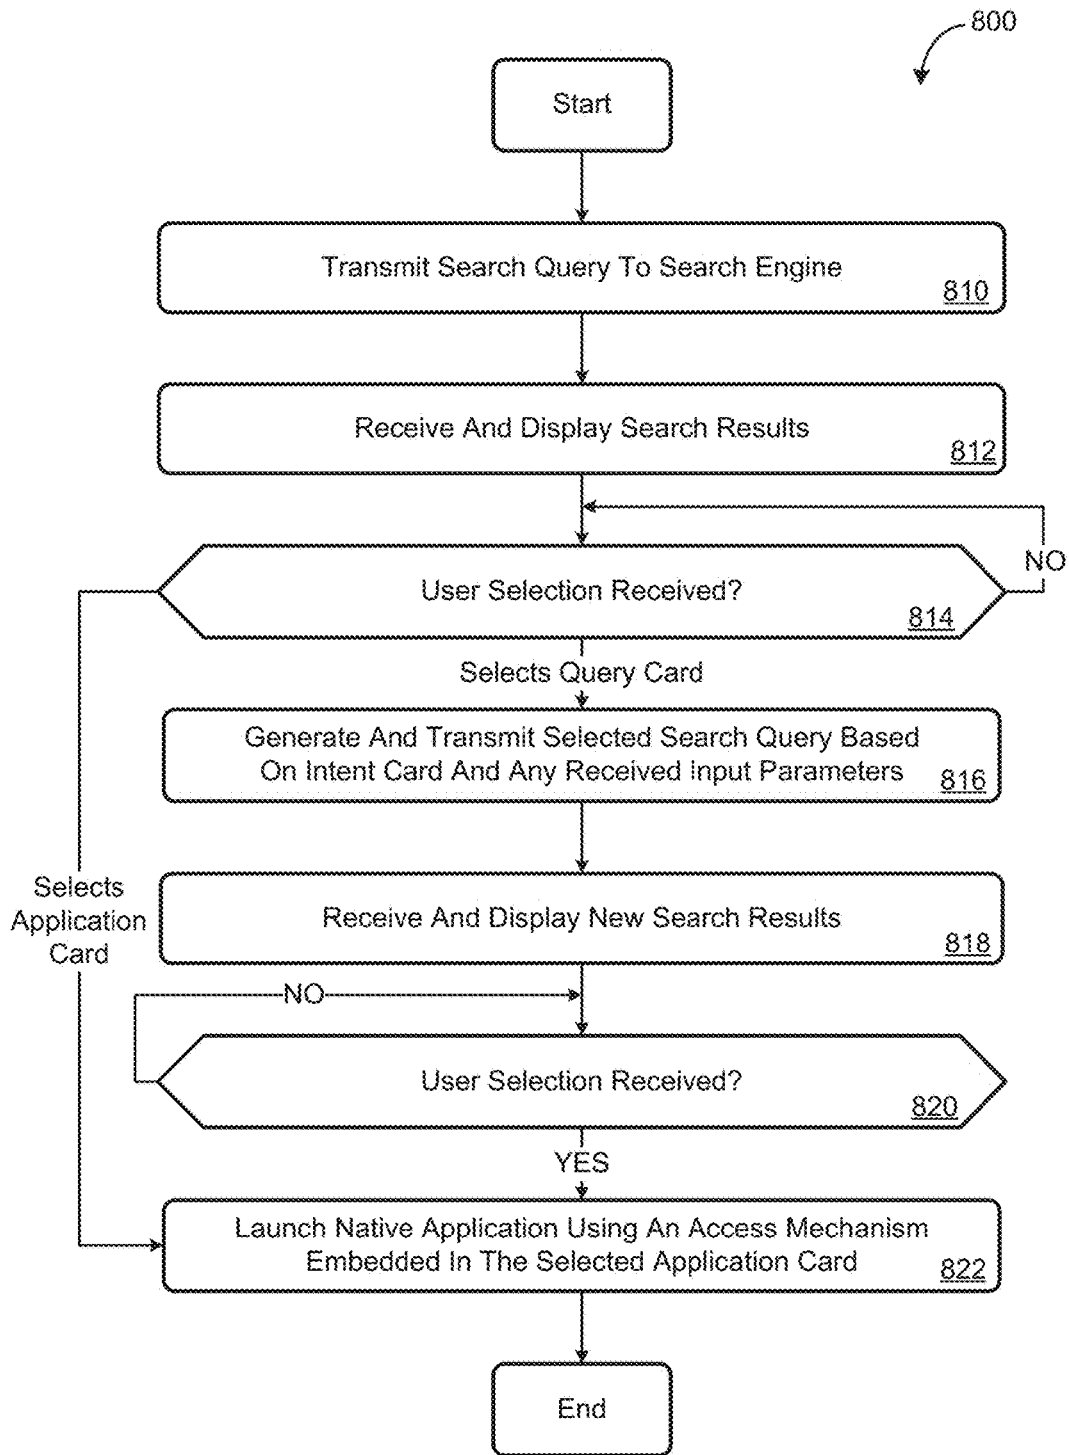 800
Start
Transmit Search Query To Search Engine
810
Receive And Display Search Results
812
NO
User Selection Received?
814
Selects Query Card
Generate And Transmit Selected Search Query Based
On Intent Card And Any Received Input Parameters
816
Selects
Application
Card
Receive And Display New Search Results
818
NO
User Selection Received?
820
YES
Launch Native Application Using An Access Mechanism
Embedded In The Selected Application Card
822
End